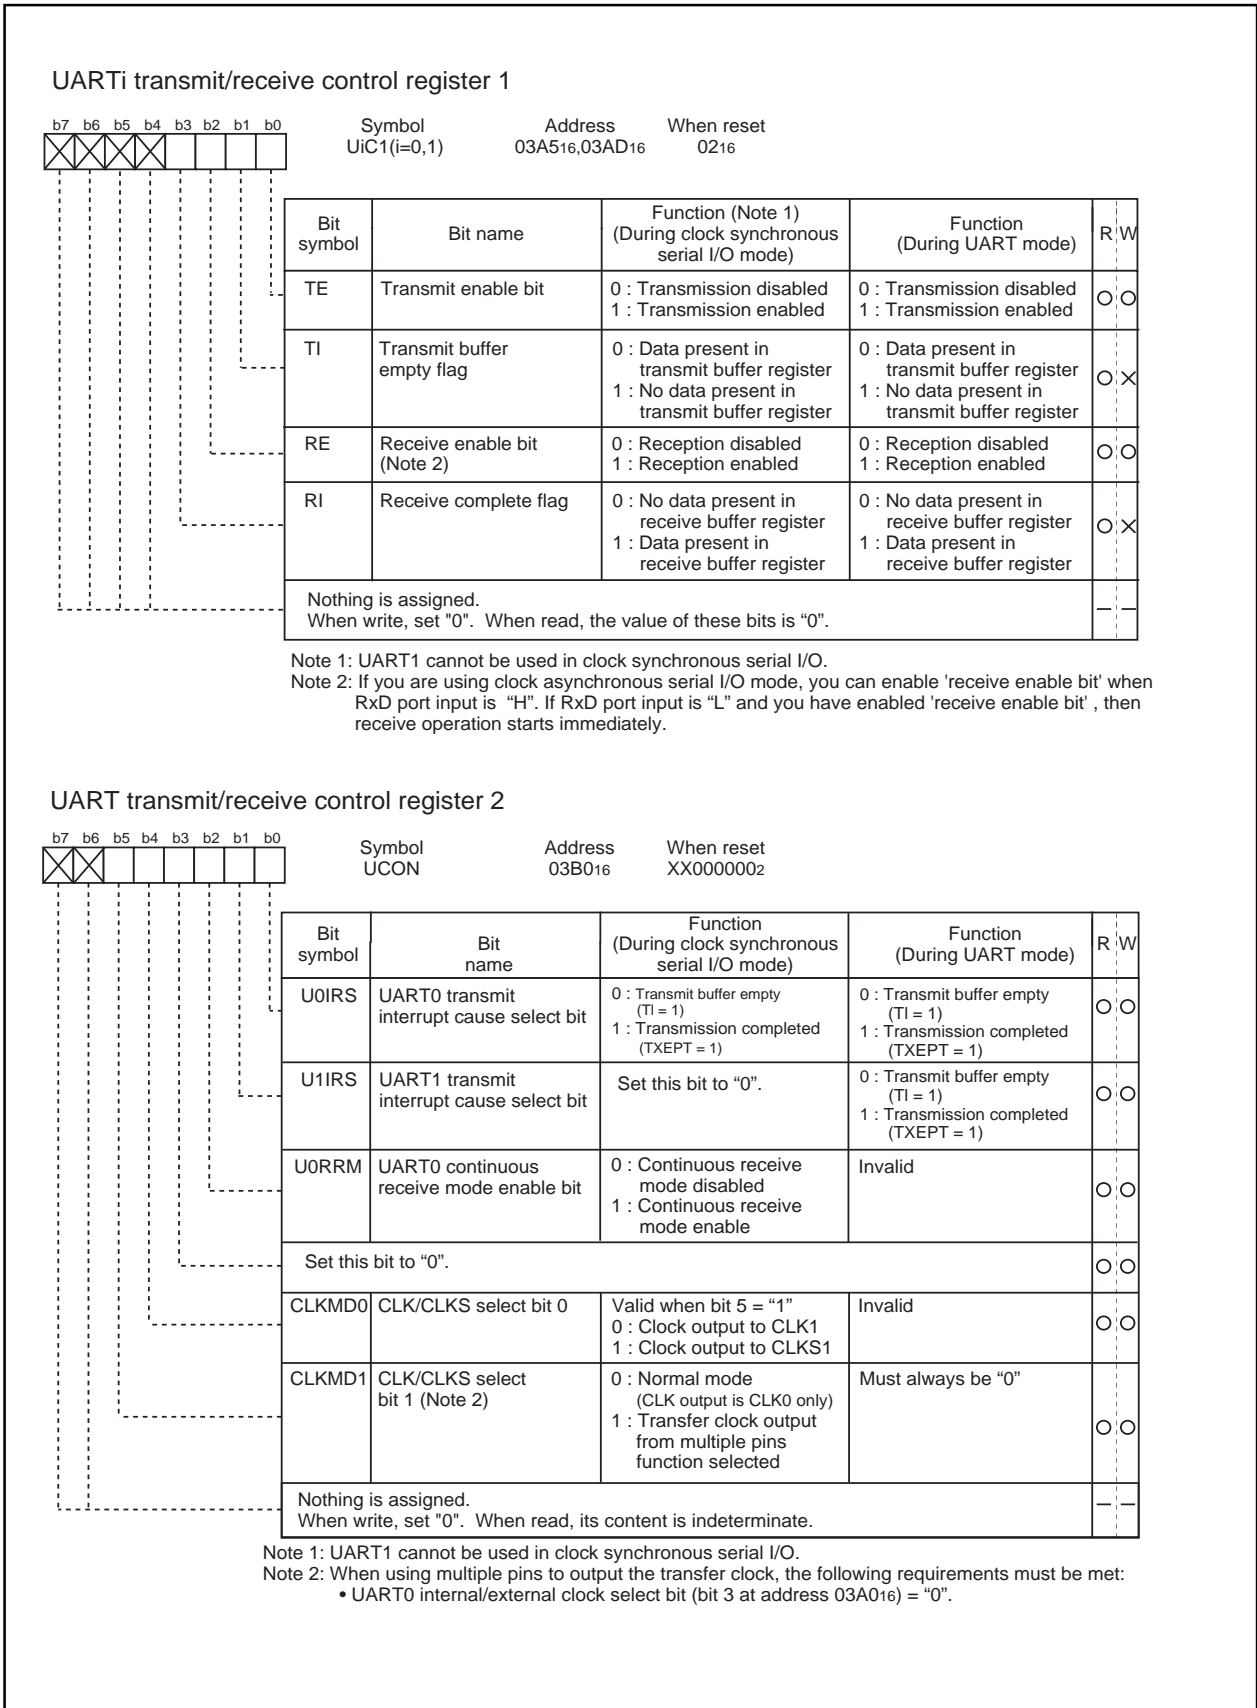 UARTi transmit/receive control register 1
b7 b6 b5 b4 b3 b2 b1 b0
Symbol Address When reset
UiC1(i=0,1) 03A516,03AD16 0216
Bit symbol Bit name Function (Note 1) (During clock synchronous serial I/O mode) Function (During UART mode) R W
TE Transmit enable bit 0 : Transmission disabled 0 : Transmission disabled
1 : Transmission enabled 1 : Transmission enabled
TI Transmit buffer 0 : Data present in 0 : Data present in
empty flag transmit buffer register transmit buffer register
1 : No data present in 1 : No data present in
transmit buffer register transmit buffer register
RE Receive enable bit 0 : Reception disabled 0 : Reception disabled
(Note 2) 1 : Reception enabled 1 : Reception enabled
RI Receive complete flag 0 : No data present in 0 : No data present in
receive buffer register receive buffer register
1 : Data present in 1 : Data present in
receive buffer register receive buffer register
Nothing is assigned.
When write, set "0". When read, the value of these bits is “0”.
Note 1: UART1 cannot be used in clock synchronous serial I/O.
Note 2: If you are using clock asynchronous serial I/O mode, you can enable 'receive enable bit' when
RxD port input is “H”. If RxD port input is “L” and you have enabled 'receive enable bit' , then
receive operation starts immediately.
UART transmit/receive control register 2
b7 b6 b5 b4 b3 b2 b1 b0
Symbol Address When reset
UCON 03B016 XX0000002
Bit symbol Bit name Function (During clock synchronous serial I/O mode) Function (During UART mode) R W
U0IRS UART0 transmit 0 : Transmit buffer empty 0 : Transmit buffer empty
interrupt cause select bit (TI = 1) (TI = 1)
1 : Transmission completed 1 : Transmission completed
(TXEPT = 1) (TXEPT = 1)
U1IRS UART1 transmit Set this bit to “0”. 0 : Transmit buffer empty
interrupt cause select bit (TI = 1)
1 : Transmission completed
(TXEPT = 1)
U0RRM UART0 continuous 0 : Continuous receive Invalid
receive mode enable bit mode disabled
1 : Continuous receive
mode enable
Set this bit to “0”.
CLKMD0 CLK/CLKS select bit 0 Valid when bit 5 = “1” Invalid
0 : Clock output to CLK1
1 : Clock output to CLKS1
CLKMD1 CLK/CLKS select 0 : Normal mode Must always be “0”
bit 1 (Note 2) (CLK output is CLK0 only)
1 : Transfer clock output
from multiple pins
function selected
Nothing is assigned.
When write, set "0". When read, its content is indeterminate.
Note 1: UART1 cannot be used in clock synchronous serial I/O.
Note 2: When using multiple pins to output the transfer clock, the following requirements must be met:
• UART0 internal/external clock select bit (bit 3 at address 03A016) = “0”.